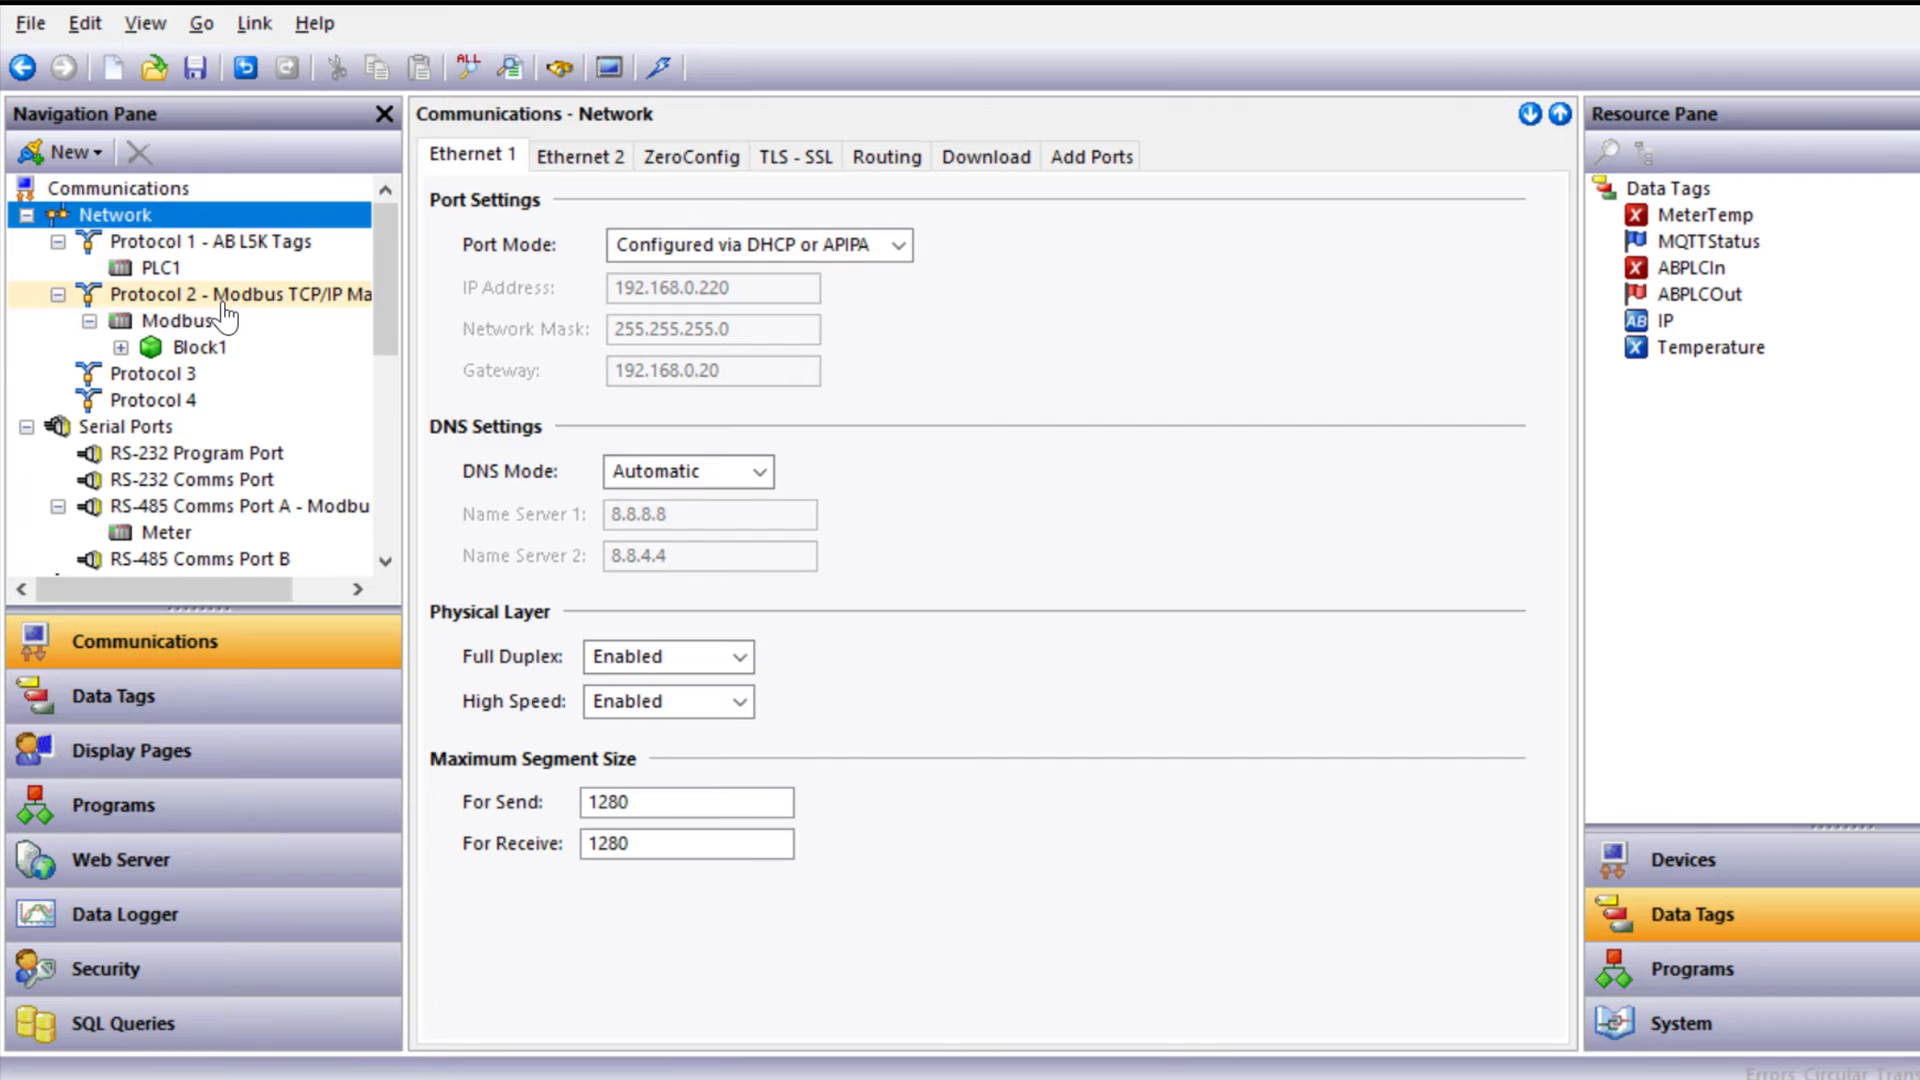 File Edit View Go Link Help
ALL
Navigation Pane
New
Communications
Network
Protocol 1 - AB L5K Tags
PLC1
Protocol 2 - Modbus TCP/IP Ma
Modbus
Block1
Protocol 3
Protocol 4
Serial Ports
RS-232 Program Port
RS-232 Comms Port
RS-485 Comms Port A - Modbu
Meter
RS-485 Comms Port B
Communications
Data Tags
Display Pages
Programs
Web Server
Data Logger
Security
SQL Queries
Communications - Network
Ethernet 1 Ethernet 2 ZeroConfig TLS - SSL Routing Download Add Ports
Port Settings
Port Mode: Configured via DHCP or APIPA
IP Address: 192.168.0.220
Network Mask: 255.255.255.0
Gateway: 192.168.0.20
DNS Settings
DNS Mode: Automatic
Name Server 1: 8.8.8.8
Name Server 2: 8.8.4.4
Physical Layer
Full Duplex: Enabled
High Speed: Enabled
Maximum Segment Size
For Send: 1280
For Receive: 1280
Resource Pane
Data Tags
X MeterTemp
MQTTStatus
X ABPLCIn
ABPLCOut
AB IP
X Temperature
Devices
Data Tags
Programs
System
Errors Circular Trans